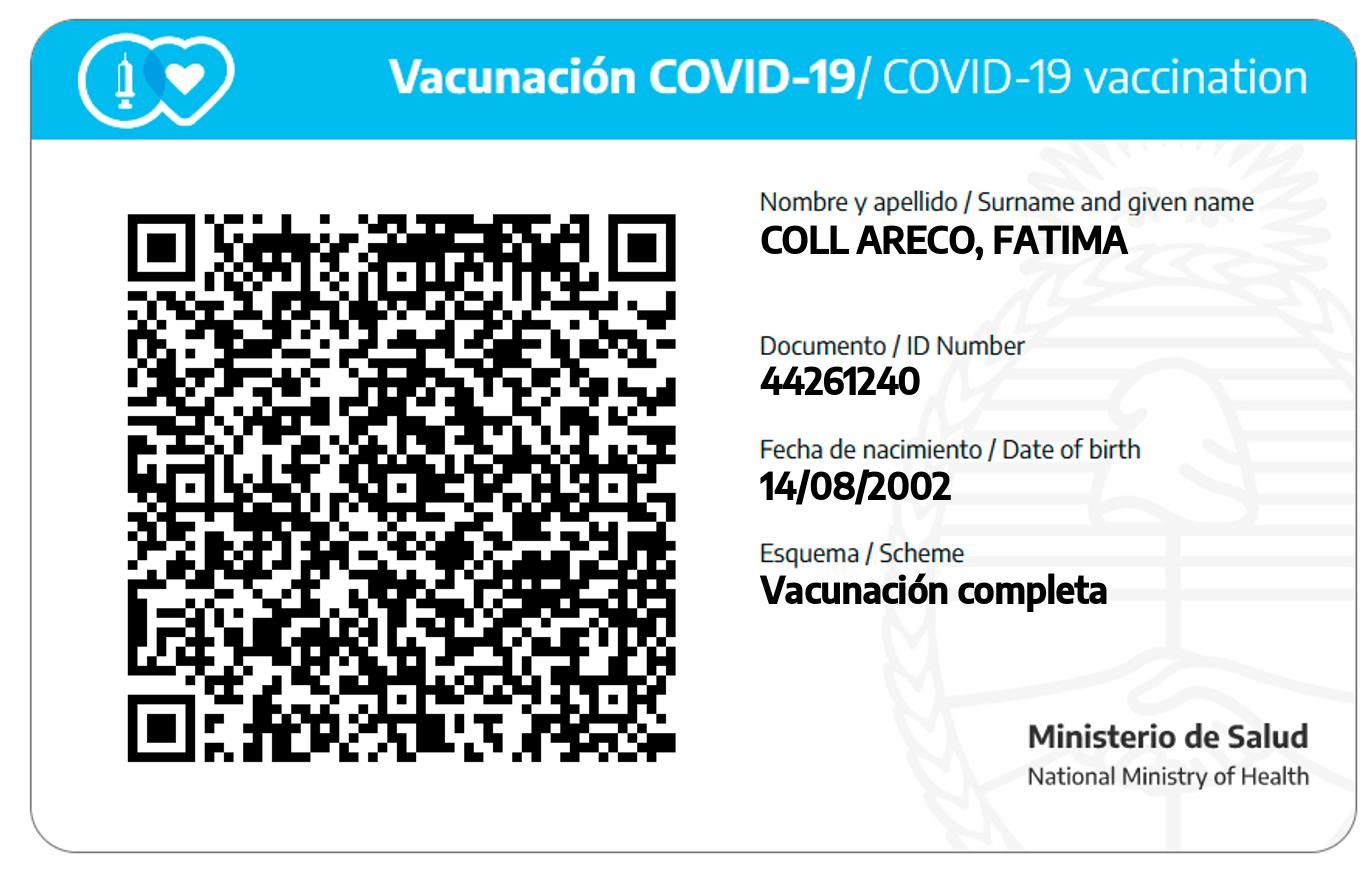 Vacunación COVID-19/ COVID-19 vaccination
Nombre y apellido / Surname and given name
COLL ARECO, FATIMA
Documento / ID Number
44261240
Fecha de nacimiento / Date of birth
14/08/2002
Esquema / Scheme
Vacunación completa
Ministerio de Salud
National Ministry of Health